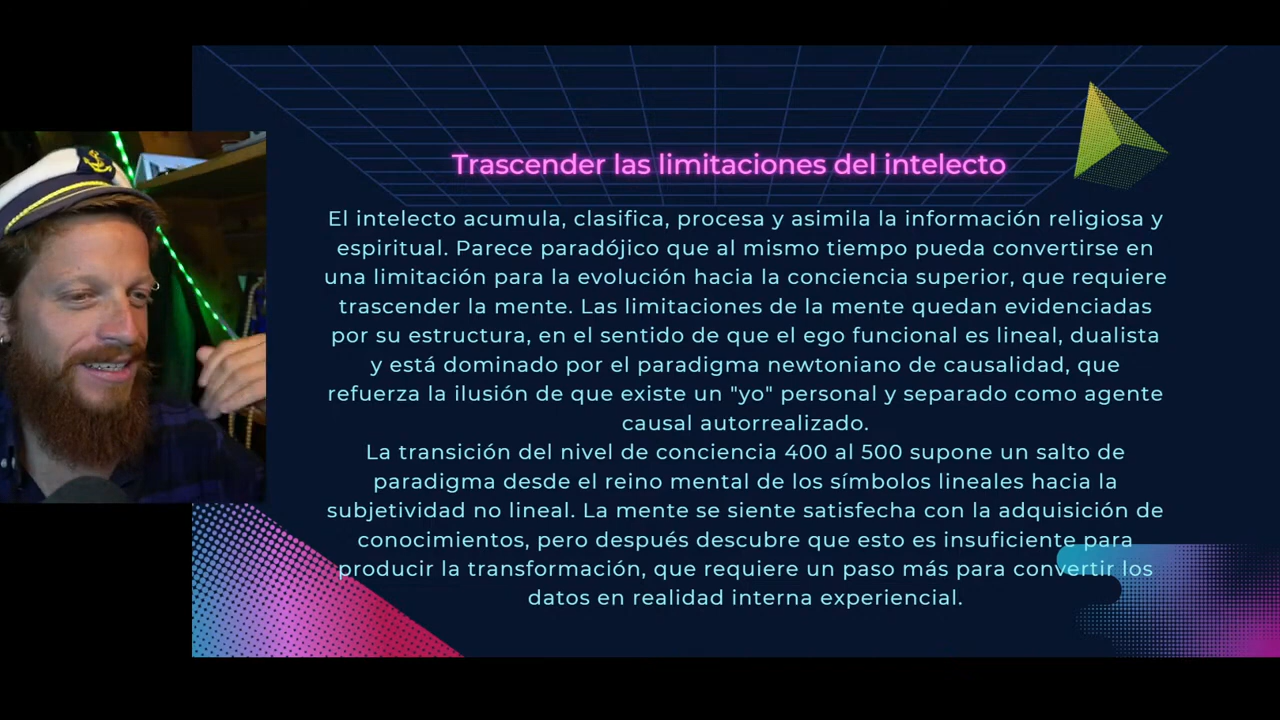 Trascender las limitaciones del intelecto
El intelecto acumula, clasifica, procesa y asimila la información religiosa y
espiritual. Parece paradójico que al mismo tiempo pueda convertirse en
una limitación para la evolución hacia la conciencia superior, que requiere
trascender la mente. Las limitaciones de la mente quedan evidenciadas
por su estructura, en el sentido de que el ego funcional es lineal, dualista
y está dominado por el paradigma newtoniano de causalidad, que
refuerza la ilusión de que existe un "yo" personal y separado como agente
causal autorrealizado.
La transición del nivel de conciencia 400 al 500 supone un salto de
paradigma desde el reino mental de los símbolos lineales hacia la
subjetividad no lineal. La mente se siente satisfecha con la adquisición de
conocimientos, pero después descubre que esto es insuficiente para
producir la transformación, que requiere un paso más para convertir los
datos en realidad interna experiencial.